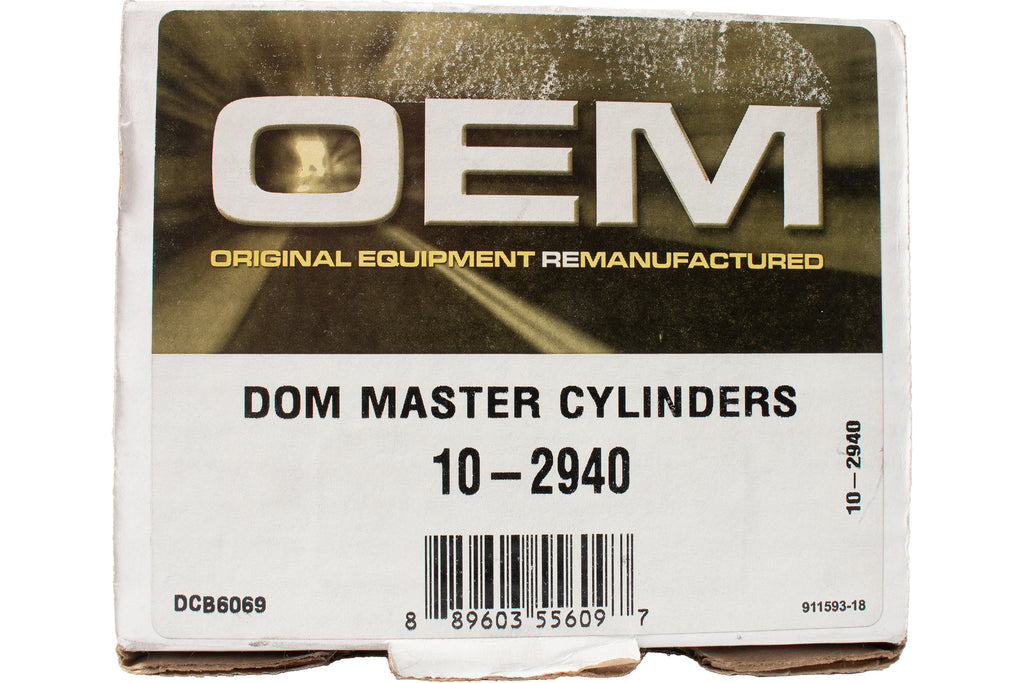 OEM
ORIGINAL EQUIPMENT REMANUFACTURED
DOM MASTER CYLINDERS
10-2940
10-2940
DCB6069
8 89603 55609 7
911593-18